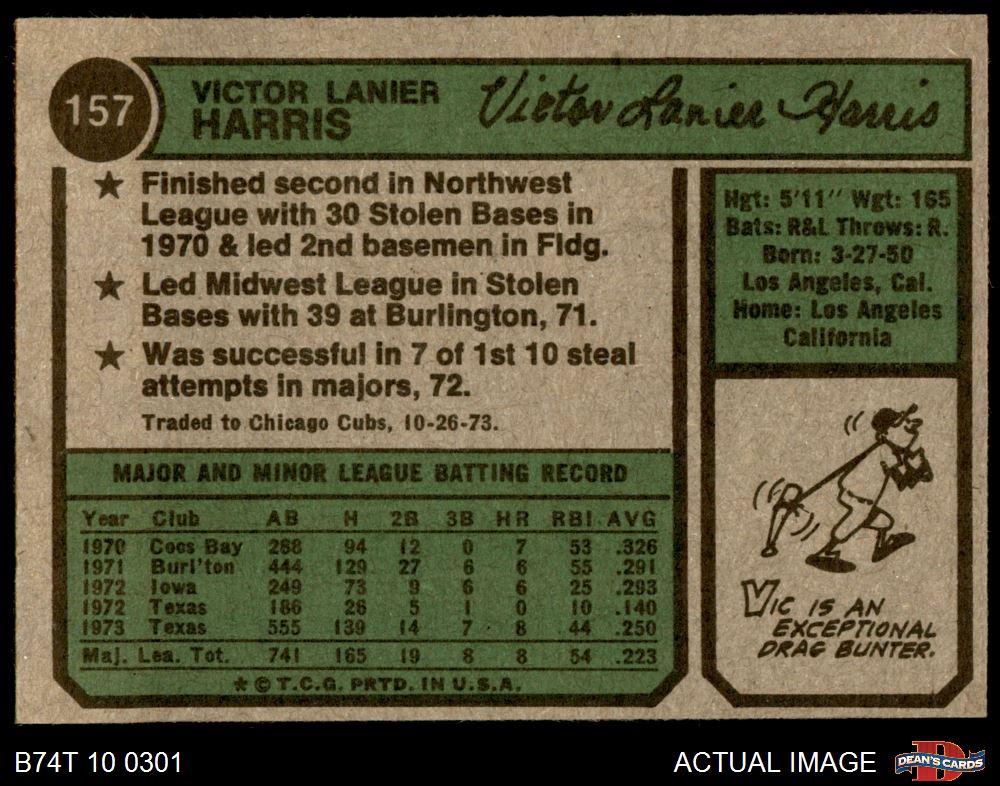 157
VICTOR LANIER
HARRIS
Victor Lanier Harris
★ Finished second in Northwest
League with 30 Stolen Bases in
1970 & led 2nd basemen in Fldg.
★ Led Midwest League in Stolen
Bases with 39 at Burlington, 71.
★ Was successful in 7 of 1st 10 steal
attempts in majors, 72.
Traded to Chicago Cubs, 10-26-73.
Hgt: 5'11" Wgt: 165
Bats: R&L Throws: R.
Born: 3-27-50
Los Angeles, Cal.
Home: Los Angeles
California
MAJOR AND MINOR LEAGUE BATTING RECORD
Year Club AB H 2B 3B HR RBI AVG
1970 Coos Bay 288 94 12 0 7 53 .326
1971 Burl'ton 444 129 27 6 6 55 .291
1972 Iowa 249 73 9 6 6 25 .293
1972 Texas 186 26 5 1 0 10 .140
1973 Texas 555 139 14 7 8 44 .250
Maj. Lea. Tot. 741 165 19 8 8 54 .223
★ © T.C.G. PRTD. IN U.S.A.
VIC IS AN
EXCEPTIONAL
DRAG BUNTER.
B74T 10 0301
ACTUAL IMAGE
D
DEAN'S CARDS